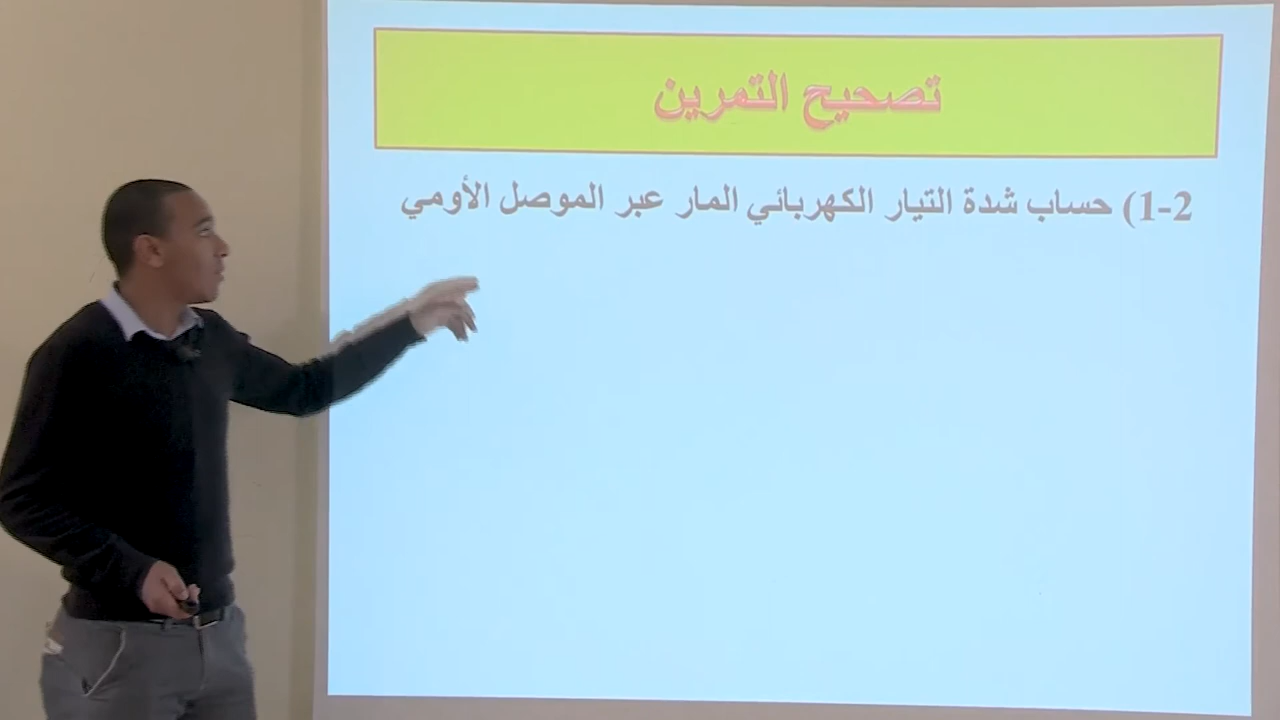 تصحيح التمرين
1-2) حساب شدة التيار الكهربائي المار عبر الموصل الأومي